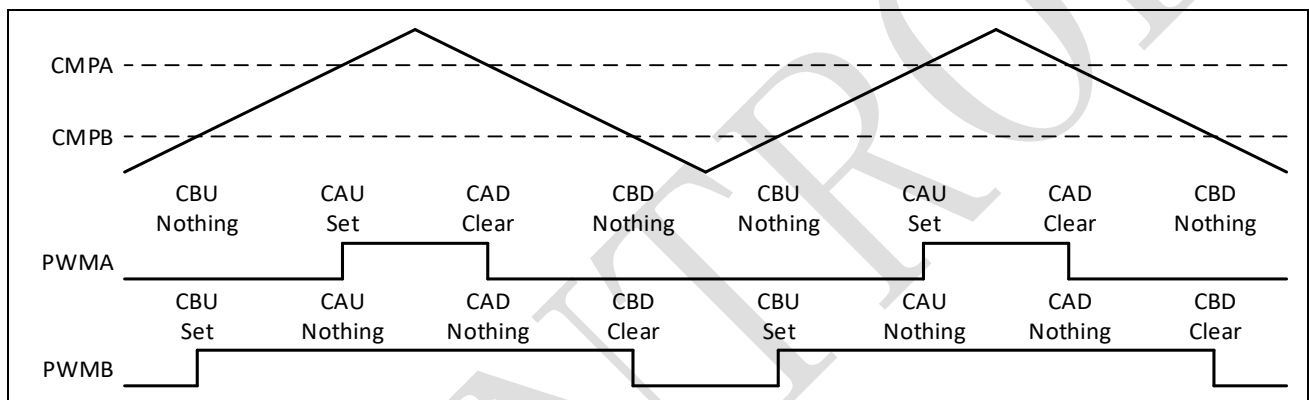 CMPA
CMPB
CBU CAU CAD CBD CBU CAU CAD CBD
Nothing Set Clear Nothing Nothing Set Clear Nothing
PWMA
CBU CAU CAD CBD CBU CAU CAD CBD
Set Nothing Nothing Clear Set Nothing Nothing Clear
PWMB